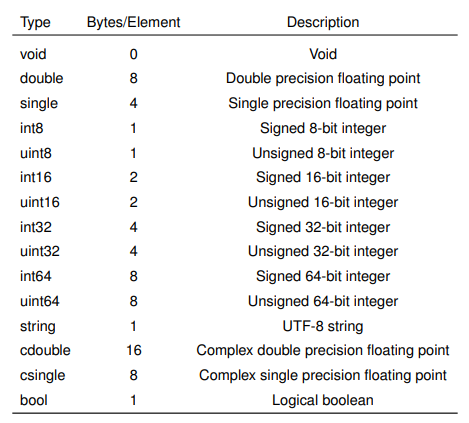 Type Bytes/Element Description
void 0 Void
double 8 Double precision floating point
single 4 Single precision floating point
int8 1 Signed 8-bit integer
uint8 1 Unsigned 8-bit integer
int16 2 Signed 16-bit integer
uint16 2 Unsigned 16-bit integer
int32 4 Signed 32-bit integer
uint32 4 Unsigned 32-bit integer
int64 8 Signed 64-bit integer
uint64 8 Unsigned 64-bit integer
string 1 UTF-8 string
cdouble 16 Complex double precision floating point
csingle 8 Complex single precision floating point
bool 1 Logical boolean